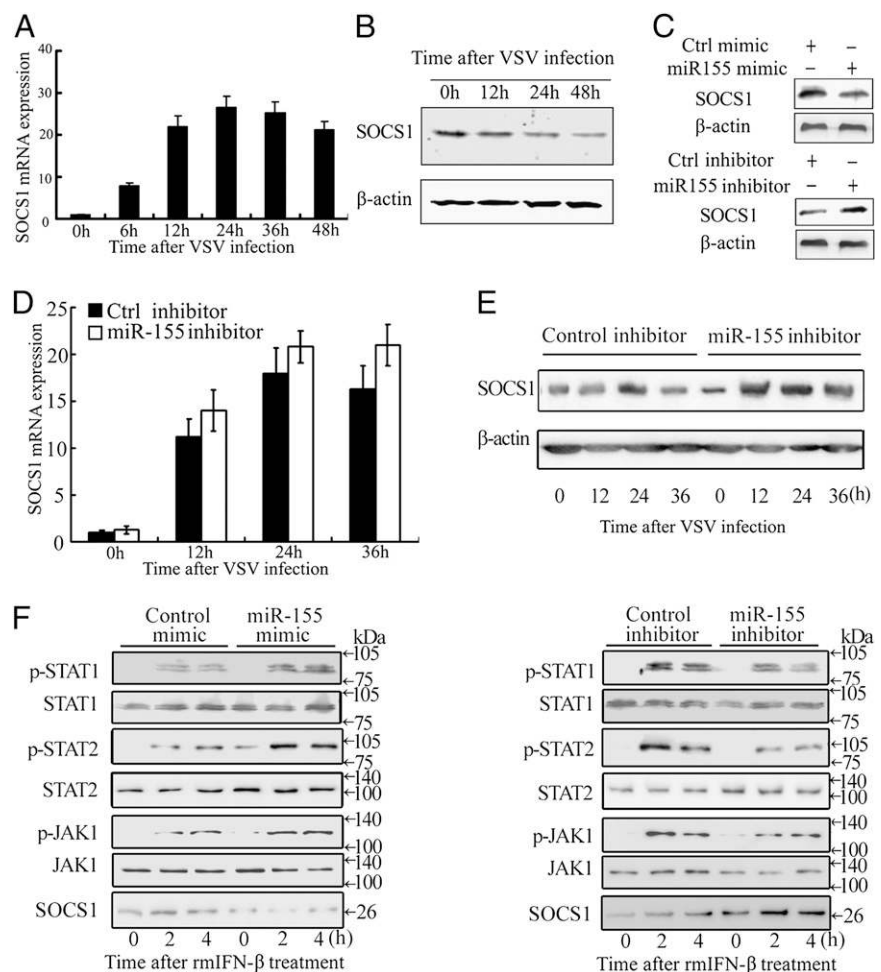 A
SOCS1 mRNA expression
40
30
20
10
0
0h 6h 12h 24h 36h 48h
Time after VSV infection
B
Time after VSV infection
0h 12h 24h 48h
SOCS1
β-actin
C
Ctrl mimic + −
miR155 mimic − +
SOCS1
β-actin
Ctrl inhibitor + −
miR155 inhibitor − +
SOCS1
β-actin
D
Ctrl inhibitor
miR-155 inhibitor
SOCS1 mRNA expression
25
20
15
10
5
0
0h 12h 24h 36h
Time after VSV infection
E
Control inhibitor miR-155 inhibitor
SOCS1
β-actin
0 12 24 36 0 12 24 36(h)
Time after VSV infection
F
Control mimic
miR-155 mimic
kDa
p-STAT1 ←105
←75
STAT1 ←105
←75
p-STAT2 ←105
←75
STAT2 ←140
←100
p-JAK1 ←140
←100
JAK1 ←140
←100
SOCS1 ←26
0 2 4 0 2 4 (h)
Time after rmIFN-β treatment
Control inhibitor
miR-155 inhibitor
kDa
p-STAT1 ←105
←75
STAT1 ←105
←75
p-STAT2 ←105
←75
STAT2 ←140
←100
p-JAK1 ←140
←100
JAK1 ←140
←100
SOCS1 ←26
0 2 4 0 2 4 (h)
Time after rmIFN-β treatment